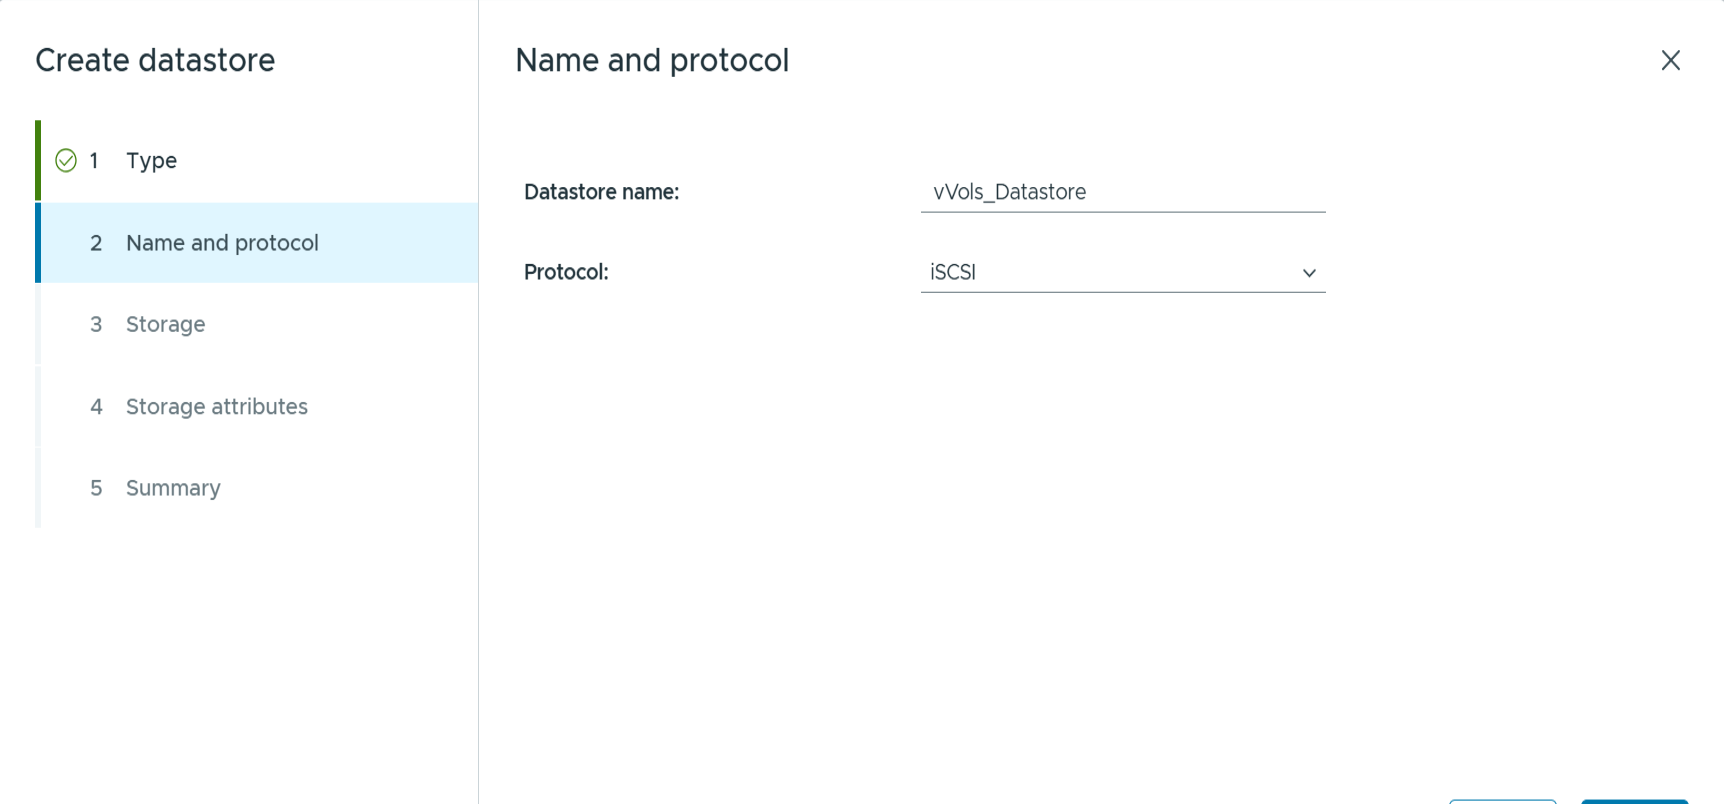 Create datastore
1 Type
2 Name and protocol
3 Storage
4 Storage attributes
5 Summary
Name and protocol
Datastore name: vVols_Datastore
Protocol: iSCSI